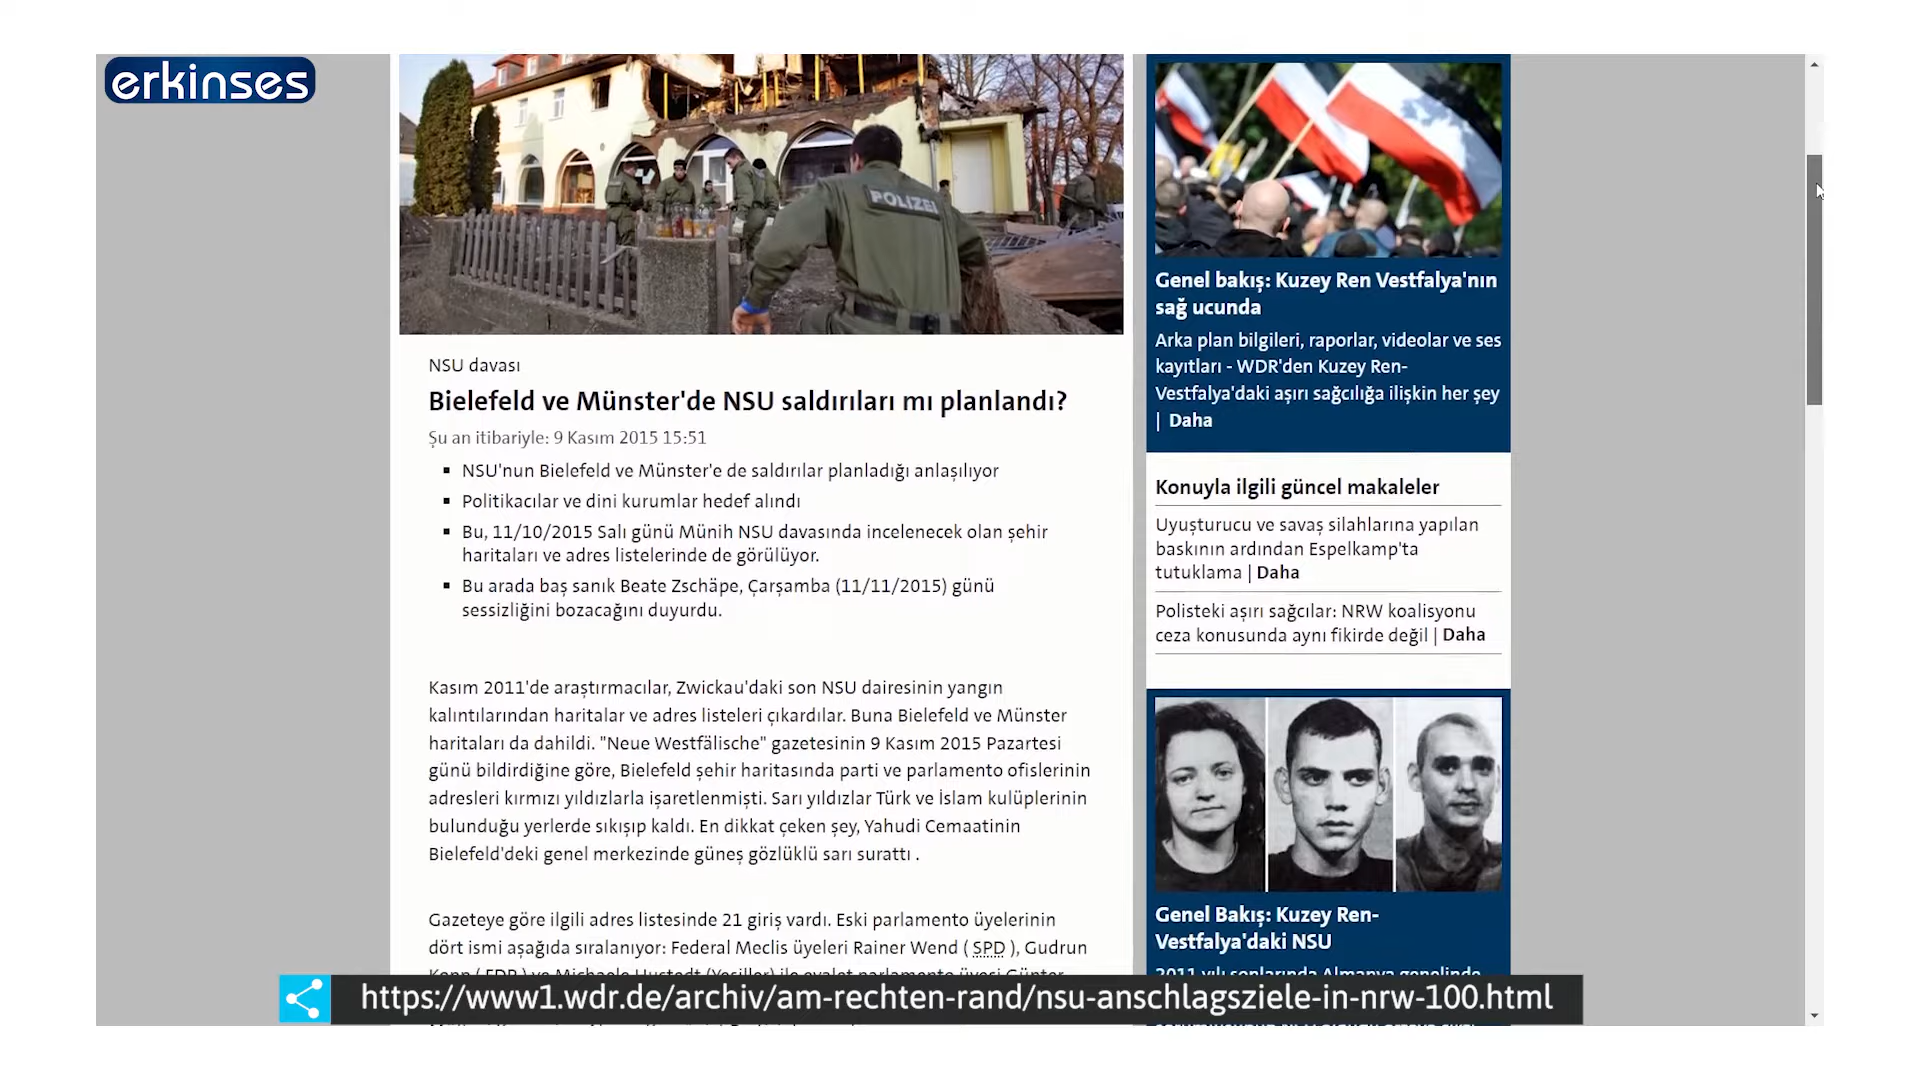 erkinses
POLIZEI
NSU davası
Bielefeld ve Münster'de NSU saldırıları mı planlandı?
Şu an itibariyle: 9 Kasım 2015 15:51
NSU'nun Bielefeld ve Münster'e de saldırılar planladığı anlaşılıyor
Politikacılar ve dini kurumlar hedef alındı
Bu, 11/10/2015 Salı günü Münih NSU davasında incelenecek olan şehir
haritaları ve adres listelerinde de görülüyor.
Bu arada baş sanık Beate Zschäpe, Çarşamba (11/11/2015) günü
sessizliğini bozacağını duyurdu.
Kasım 2011'de araştırmacılar, Zwickau'daki son NSU dairesinin yangın
kalıntılarından haritalar ve adres listeleri çıkardılar. Buna Bielefeld ve Münster
haritaları da dahildi. "Neue Westfälische" gazetesinin 9 Kasım 2015 Pazartesi
günü bildirdiğine göre, Bielefeld şehir haritasında parti ve parlamento ofislerinin
adresleri kırmızı yıldızlarla işaretlenmişti. Sarı yıldızlar Türk ve İslam kulüplerinin
bulunduğu yerlerde sıkışıp kaldı. En dikkat çeken şey, Yahudi Cemaatinin
Bielefeld'deki genel merkezinde güneş gözlüklü sarı surattı .
Gazeteye göre ilgili adres listesinde 21 giriş vardı. Eski parlamento üyelerinin
dört ismi aşağıda sıralanıyor: Federal Meclis üyeleri Rainer Wend ( SPD ), Gudrun
Genel bakış: Kuzey Ren Vestfalya'nın
sağ ucunda
Arka plan bilgileri, raporlar, videolar ve ses
kayıtları - WDR'den Kuzey Ren-
Vestfalya'daki aşırı sağcılığa ilişkin her şey
| Daha
Konuyla ilgili güncel makaleler
Uyuşturucu ve savaş silahlarına yapılan
baskının ardından Espelkamp'ta
tutuklama | Daha
Polisteki aşırı sağcılar: NRW koalisyonu
ceza konusunda aynı fikirde değil | Daha
Genel Bakış: Kuzey Ren-
Vestfalya'daki NSU
https://www1.wdr.de/archiv/am-rechten-rand/nsu-anschlagsziele-in-nrw-100.html